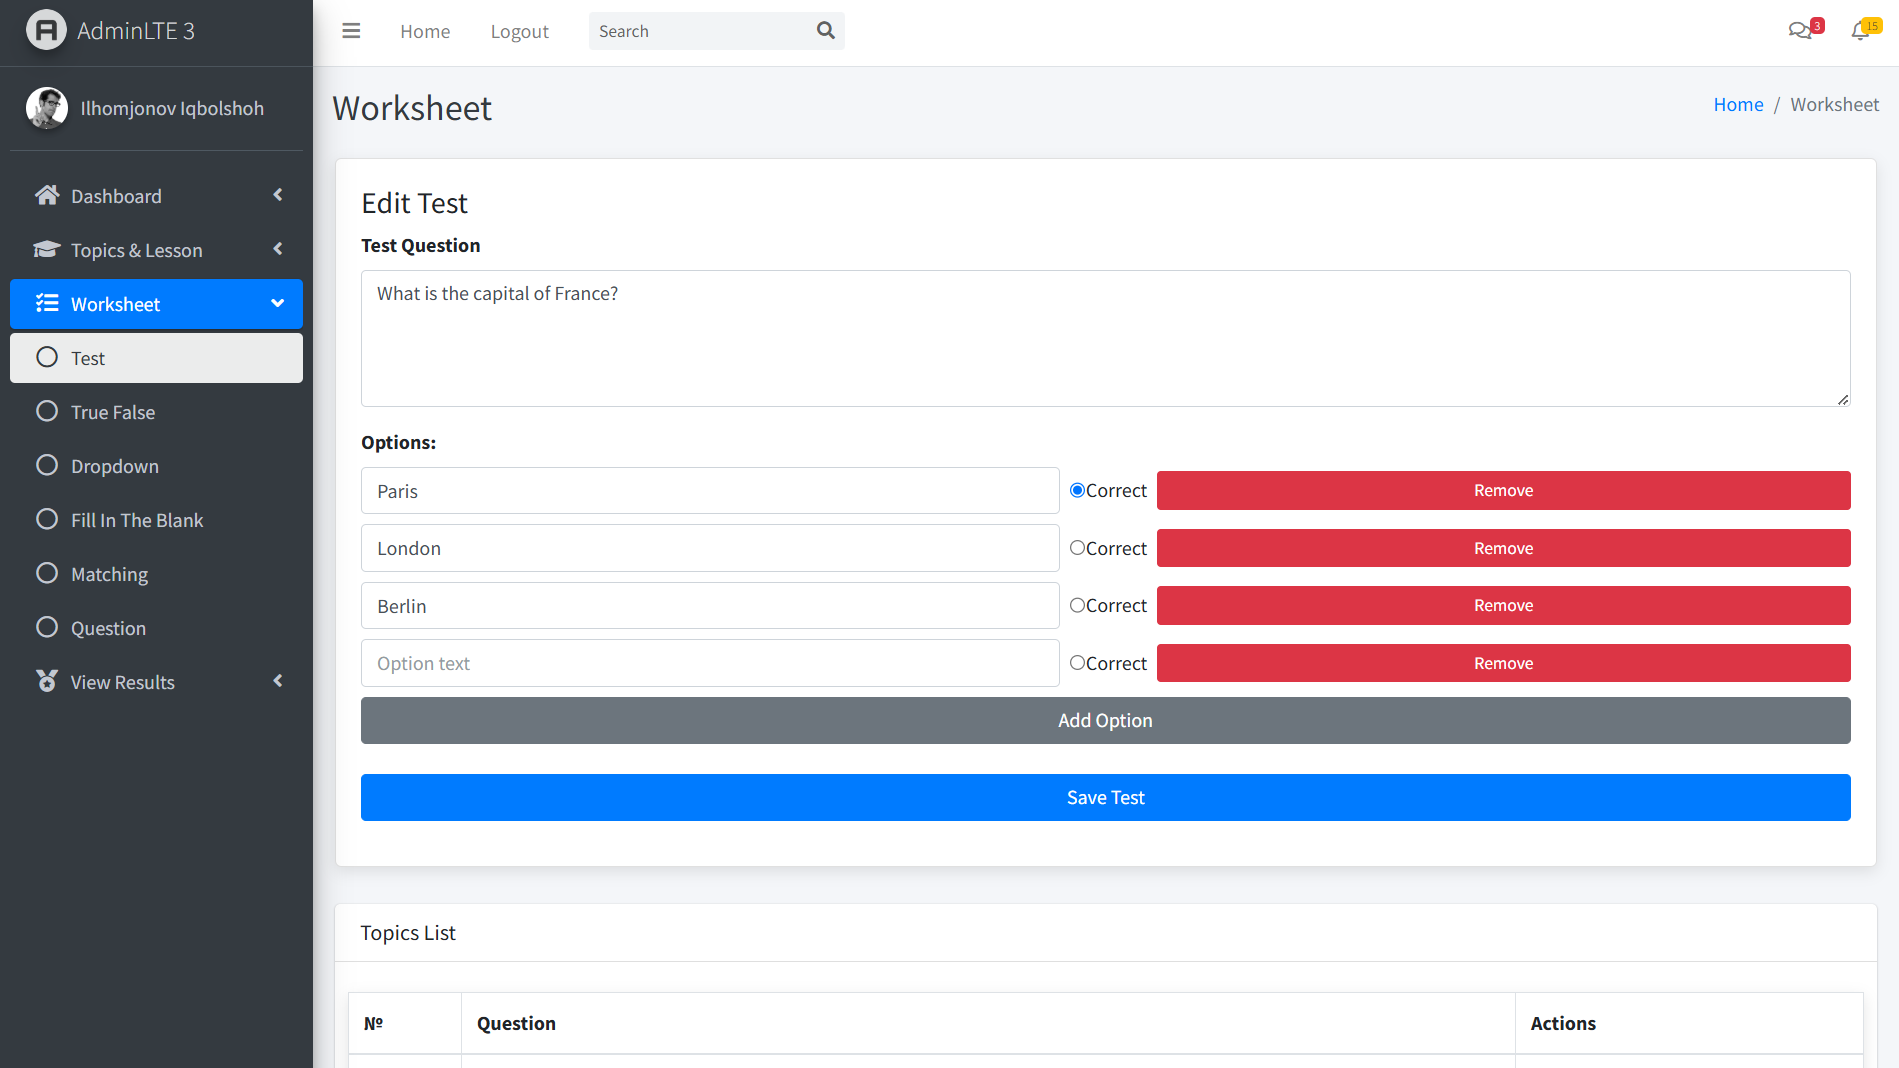 AdminLTE 3
Ilhomjonov Iqbolshoh
Dashboard
Topics & Lesson
Worksheet
Test
True False
Dropdown
Fill In The Blank
Matching
Question
View Results
Home
Logout
Search
3
15
Worksheet
Home / Worksheet
Edit Test
Test Question
What is the capital of France?
Options:
Paris
Correct
Remove
London
Correct
Remove
Berlin
Correct
Remove
Option text
Correct
Remove
Add Option
Save Test
Topics List
№
Question
Actions